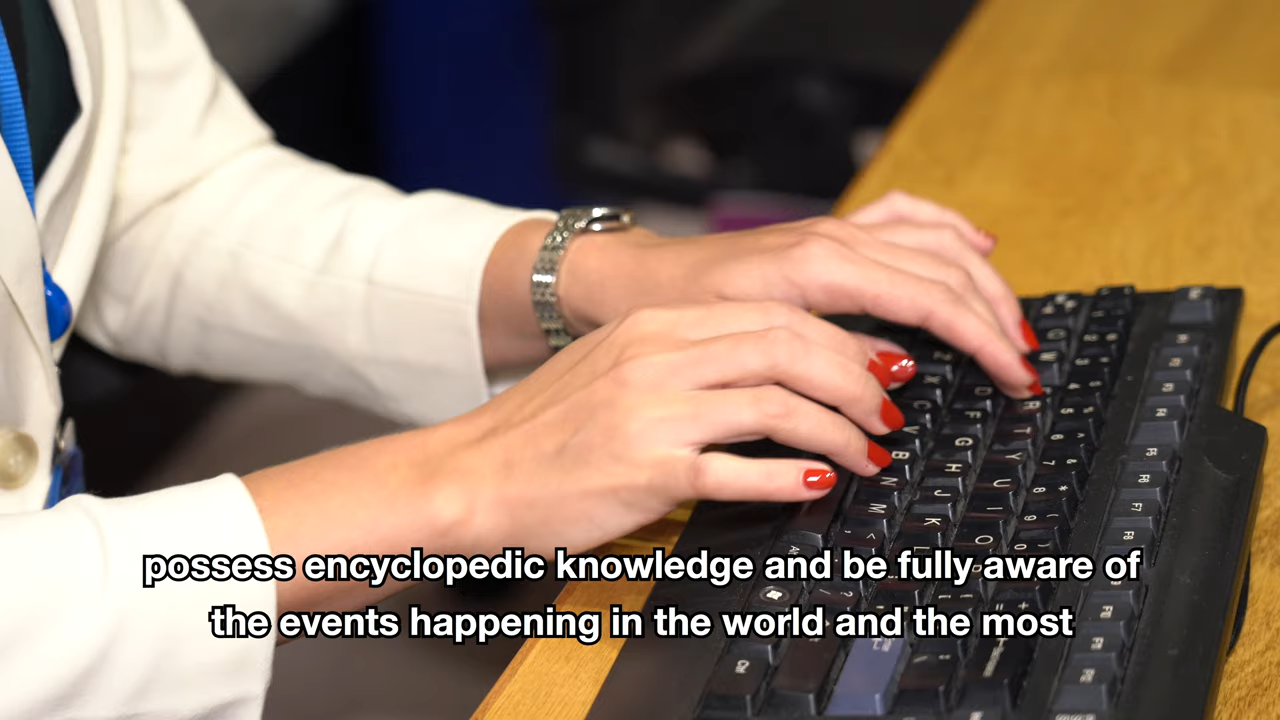 possess encyclopedic knowledge and be fully aware of
the events happening in the world and the most